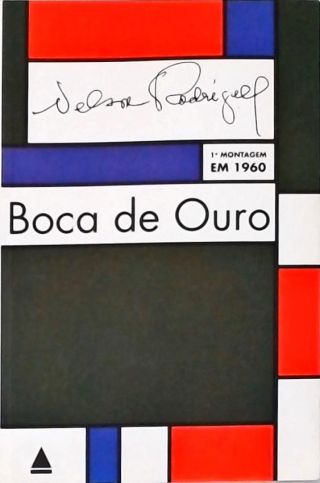 Nelson Rodrigues
1ª MONTAGEM
EM 1960
Boca de Ouro